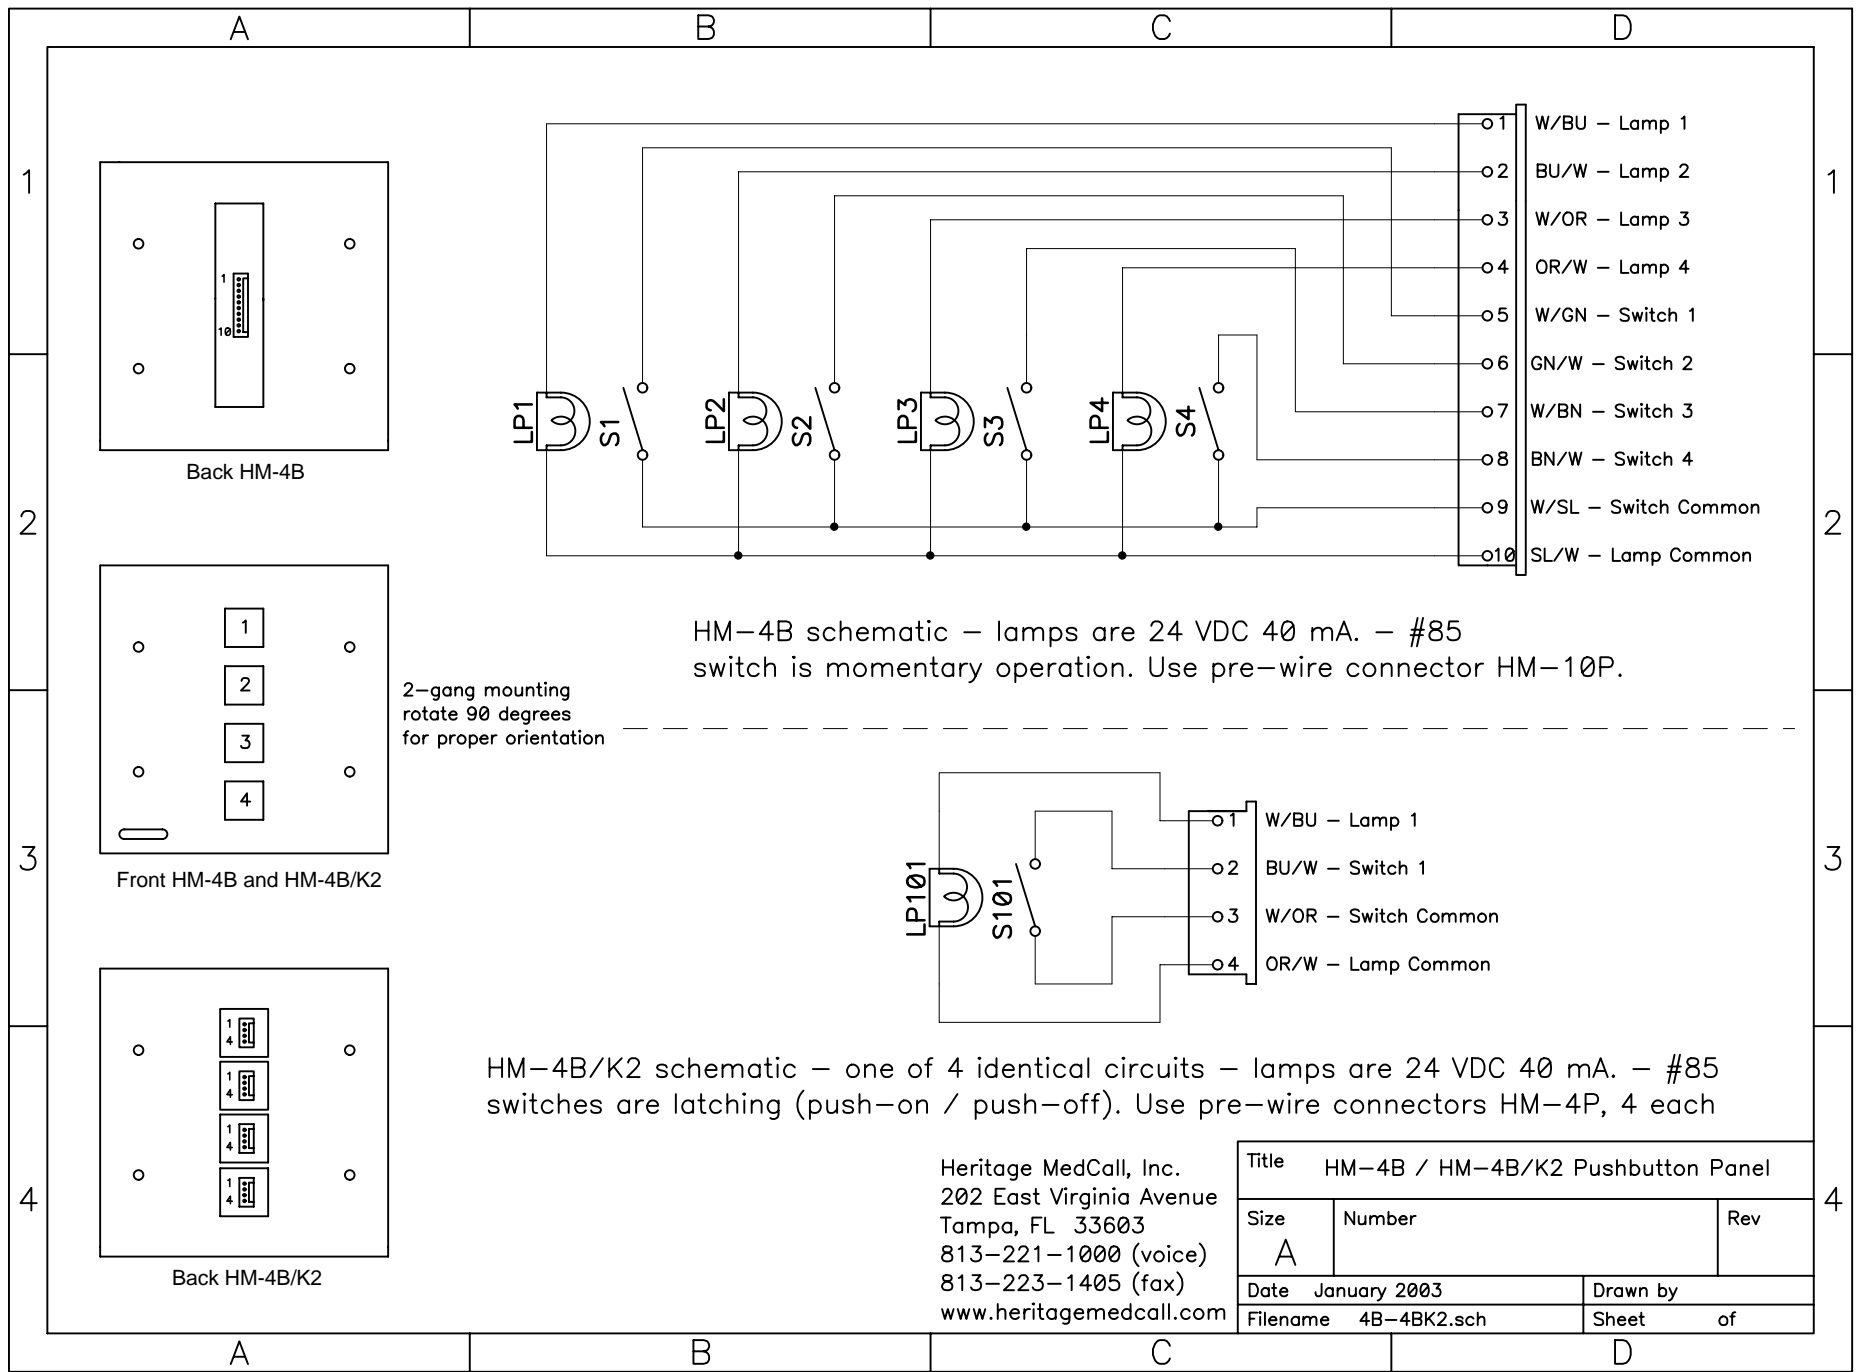 A B C D
1
1
10
Back HM-4B
LP1
S1
LP2
S2
LP3
S3
LP4
S4
1 W/BU – Lamp 1
2 BU/W – Lamp 2
3 W/OR – Lamp 3
4 OR/W – Lamp 4
5 W/GN – Switch 1
6 GN/W – Switch 2
7 W/BN – Switch 3
8 BN/W – Switch 4
9 W/SL – Switch Common
10 SL/W – Lamp Common
1
2
2
HM–4B schematic – lamps are 24 VDC 40 mA. – #85
switch is momentary operation. Use pre–wire connector HM–10P.
1
2
3
4
2–gang mounting
rotate 90 degrees
for proper orientation
Front HM-4B and HM-4B/K2
3
LP101
S101
1 W/BU – Lamp 1
2 BU/W – Switch 1
3 W/OR – Switch Common
4 OR/W – Lamp Common
3
1
4
1
4
1
4
1
4
Back HM-4B/K2
HM–4B/K2 schematic – one of 4 identical circuits – lamps are 24 VDC 40 mA. – #85
switches are latching (push–on / push–off). Use pre–wire connectors HM–4P, 4 each
4
Heritage MedCall, Inc.
202 East Virginia Avenue
Tampa, FL 33603
813–221–1000 (voice)
813–223–1405 (fax)
www.heritagemedcall.com
Title HM–4B / HM–4B/K2 Pushbutton Panel
Size A
Number
Rev
Date January 2003
Drawn by
Filename 4B–4BK2.sch
Sheet of
4
A B C D